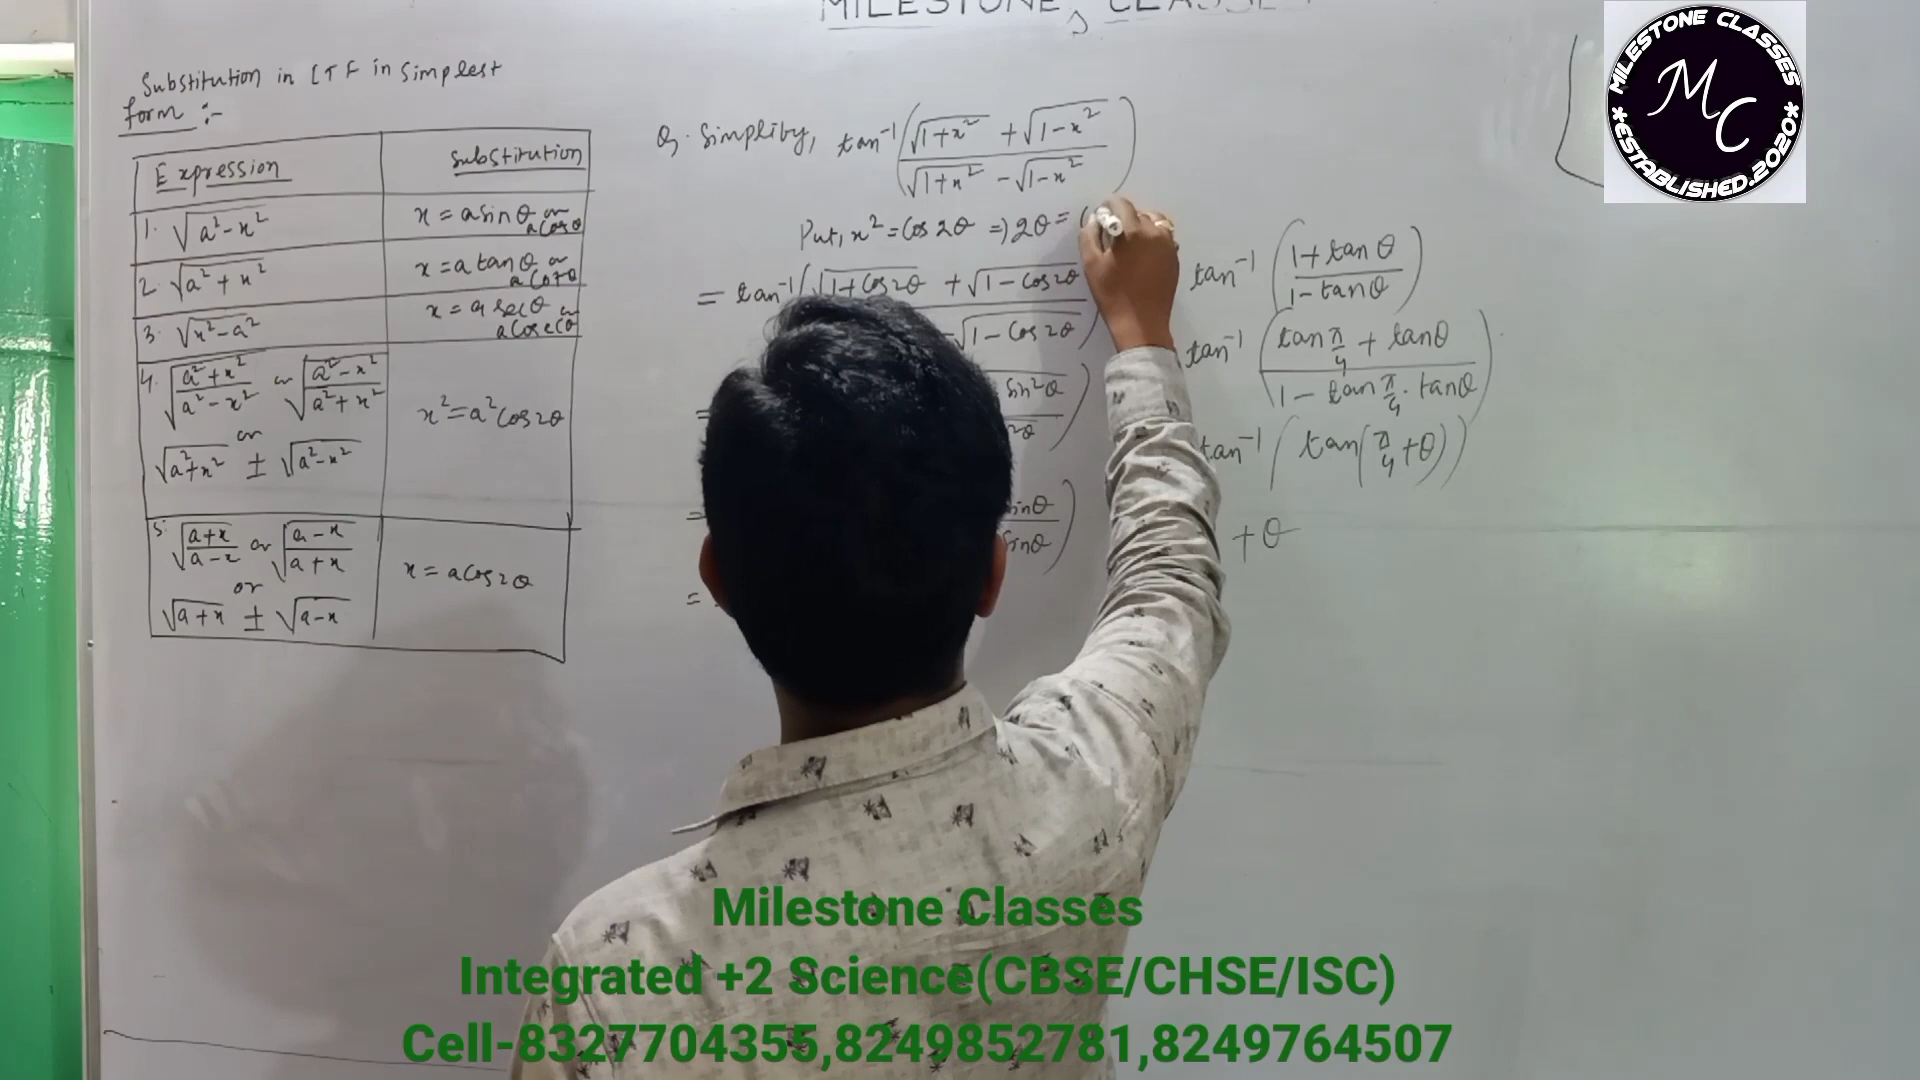 MILESTONE CLASSES
Substitution in ITF in simplest
form :-
Expression Substitution
1. √(a²-x²) x = a sin θ or a cos θ
2. √(a²+x²) x = a tan θ or a cot θ
3. √(x²-a²) x = a sec θ or a cosec θ
4. √((a²+x²)/(a²-x²)) or √((a²-x²)/(a²+x²))
or
√(a²+x²) ± √(a²-x²) x² = a² cos 2θ
5. √((a+x)/(a-x)) or √((a-x)/(a+x))
or
√(a+x) ± √(a-x) x = a cos 2θ
Q. Simplify, tan⁻¹((√(1+x²) + √(1-x²))/(√(1+x²) - √(1-x²)))
Put, x² = cos 2θ ⇒ 2θ =
= tan⁻¹(√(1+cos 2θ) + √(1-cos 2θ)
- √(1-cos 2θ))
=
sin²θ
=
sinθ
sinθ)
=
tan⁻¹((1+tan θ)/(1-tan θ))
tan⁻¹((tan π/4 + tan θ)/(1 - tan π/4 . tan θ))
tan⁻¹(tan(π/4 + θ))
+ θ
MILESTONE CLASSES
MC
*ESTABLISHED.2020*
Milestone Classes
Integrated +2 Science(CBSE/CHSE/ISC)
Cell-8327704355,8249852781,8249764507